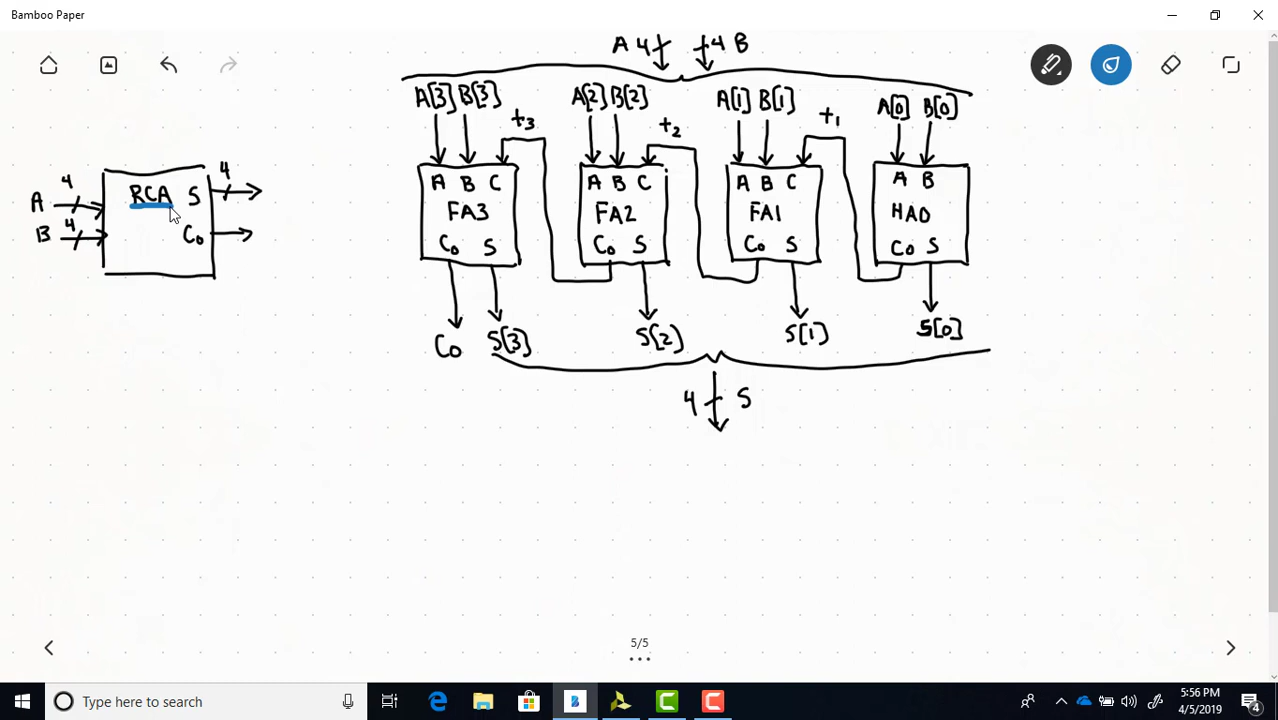 Bamboo Paper
A 4 4 B
A[3] B[3] A[2] B[2] A[1] B[1] A[0] B[0]
t3 t2 t1
4 4
A RCA S
B 4 Co
A B C A B C A B C A B
FA3 FA2 FA1 HA0
Co S Co S Co S Co S
Co S[3] S[2] S[1] S[0]
4 S
5/5
Type here to search
5:56 PM
4/5/2019
4